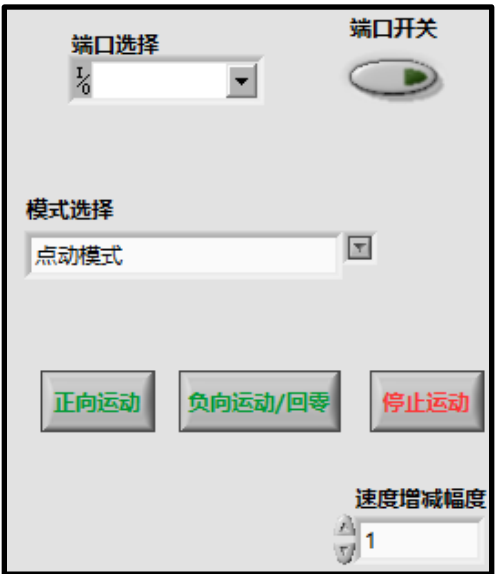 端口选择
端口开关
I/O
模式选择
点动模式
正向运动
负向运动/回零
停止运动
速度增减幅度
1